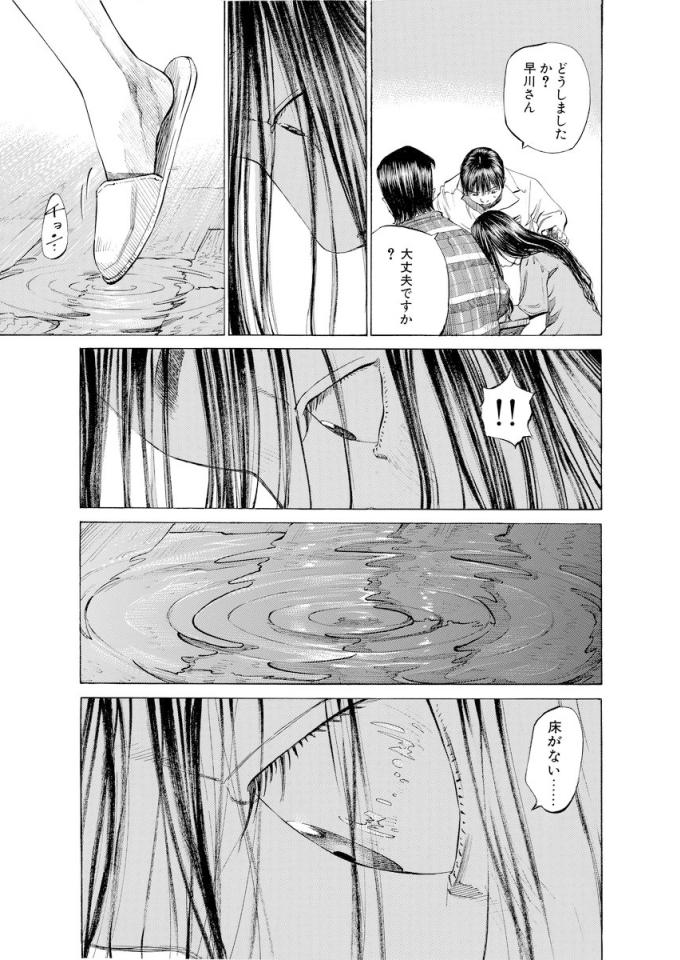 どうしました
か？
早川さん
大丈夫ですか
？
チョン…
！！
床がない……